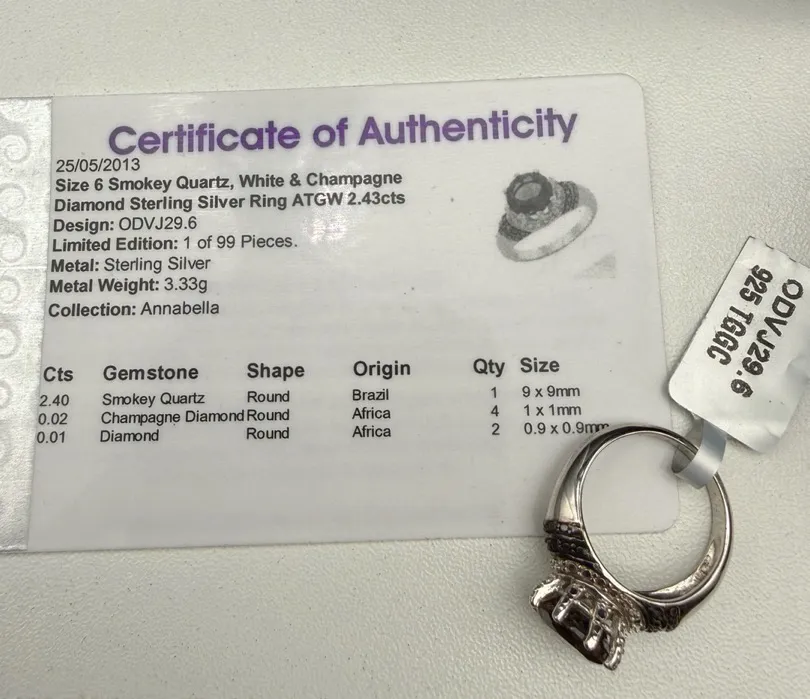 Certificate of Authenticity
25/05/2013
Size 6 Smokey Quartz, White & Champagne
Diamond Sterling Silver Ring ATGW 2.43cts
Design: ODVJ29.6
Limited Edition: 1 of 99 Pieces.
Metal: Sterling Silver
Metal Weight: 3.33g
Collection: Annabella
Cts Gemstone Shape Origin Qty Size
2.40 Smokey Quartz Round Brazil 1 9 x 9mm
0.02 Champagne Diamond Round Africa 4 1 x 1mm
0.01 Diamond Round Africa 2 0.9 x 0.9mm
ODVJ29.6
925 TGGC